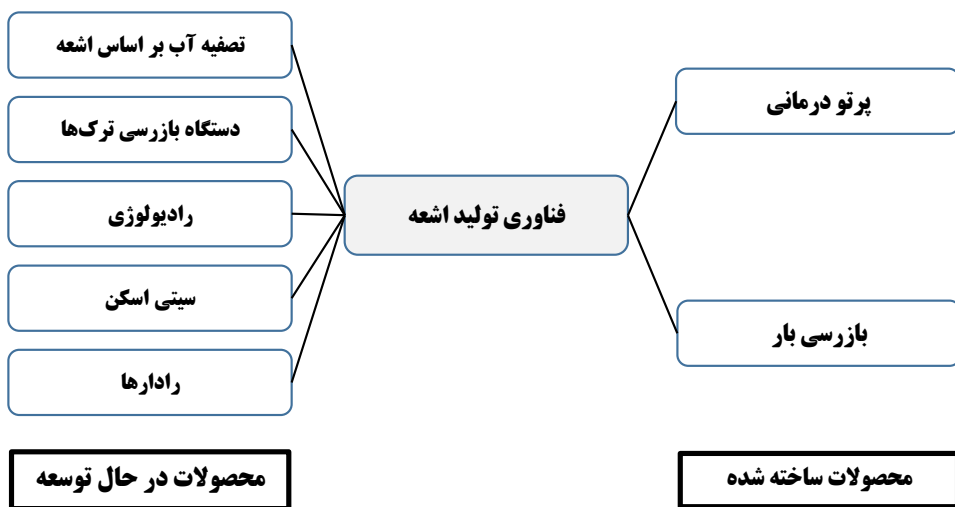 پرتو درمانی
بازرسی بار
محصولات ساخته شده
فناوری تولید اشعه
تصفیه آب بر اساس اشعه
دستگاه بازرسی ترک‌ها
رادیولوژی
سیتی اسکن
رادارها
محصولات در حال توسعه